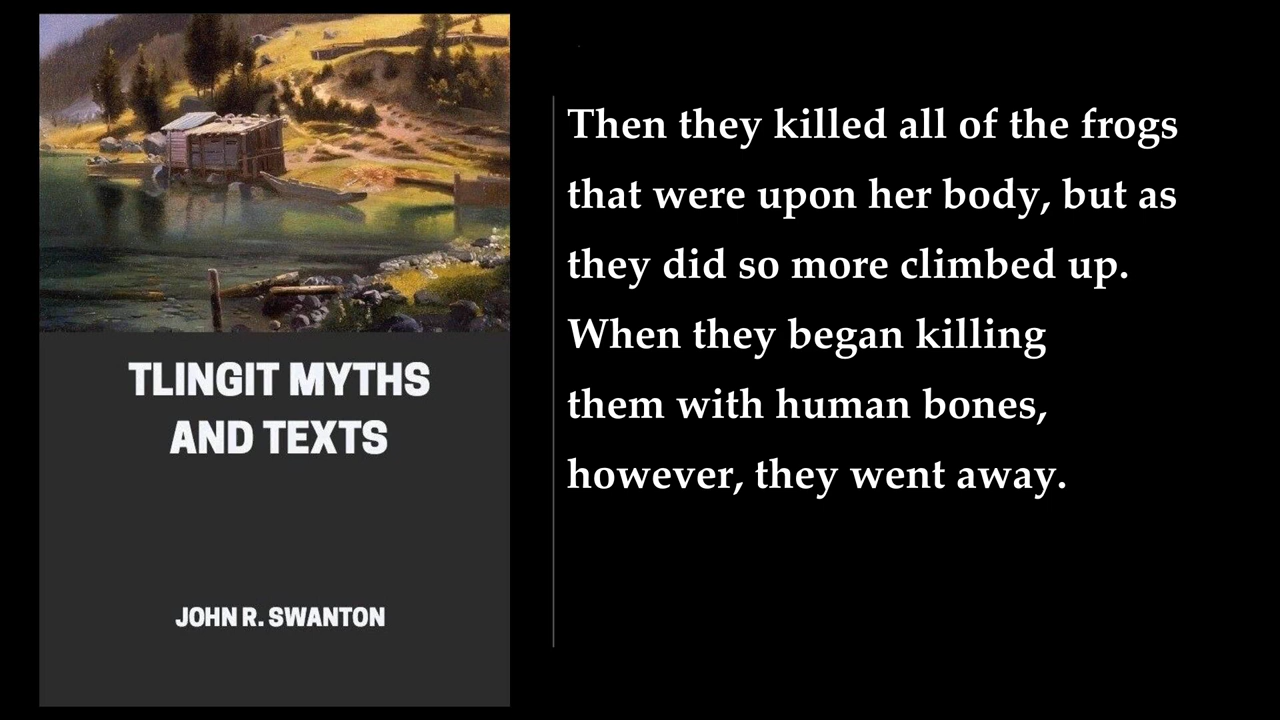 TLINGIT MYTHS
AND TEXTS
JOHN R. SWANTON
Then they killed all of the frogs
that were upon her body, but as
they did so more climbed up.
When they began killing
them with human bones,
however, they went away.